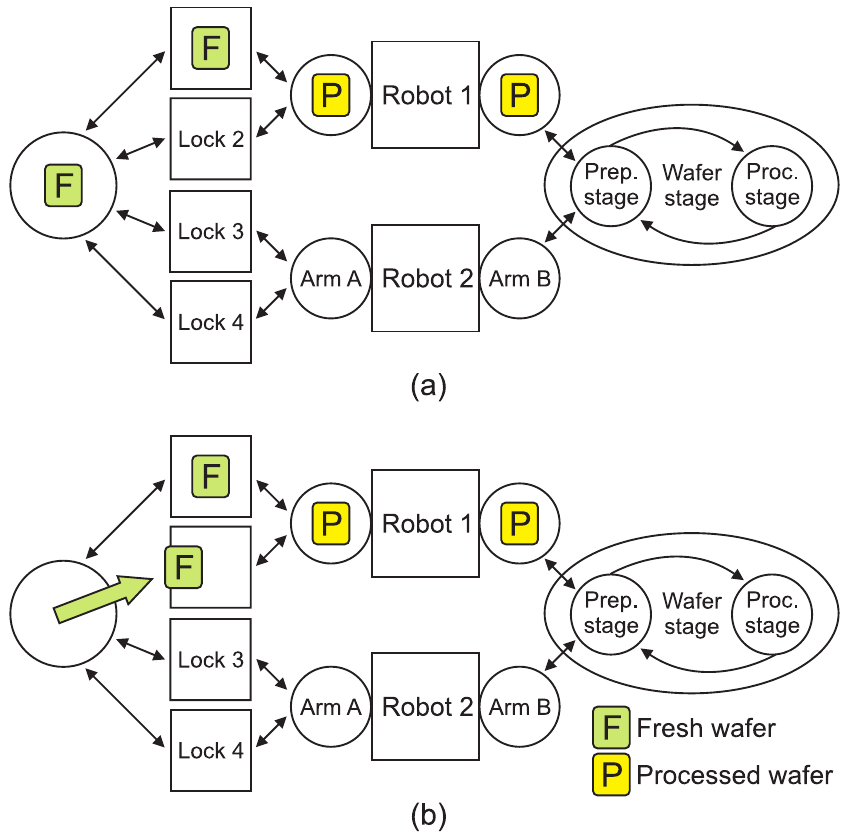 F
P
Robot 1
P
Lock 2
F
Prep.
stage
Wafer
stage
Proc.
stage
Lock 3
Arm A
Robot 2
Arm B
Lock 4
(a)
F
P
Robot 1
P
F
Prep.
stage
Wafer
stage
Proc.
stage
Lock 3
Arm A
Robot 2
Arm B
Lock 4
F Fresh wafer
P Processed wafer
(b)